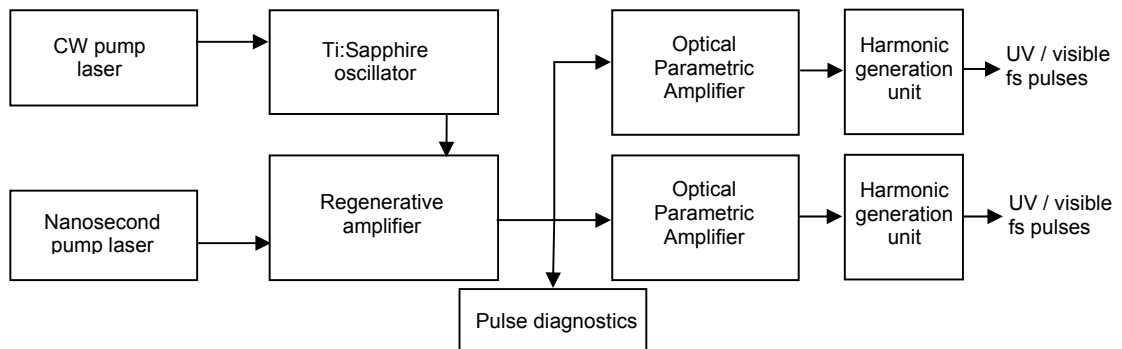 CW pump
laser
Ti:Sapphire
oscillator
Optical
Parametric
Amplifier
Harmonic
generation
unit
UV / visible
fs pulses
Nanosecond
pump laser
Regenerative
amplifier
Optical
Parametric
Amplifier
Harmonic
generation
unit
UV / visible
fs pulses
Pulse diagnostics